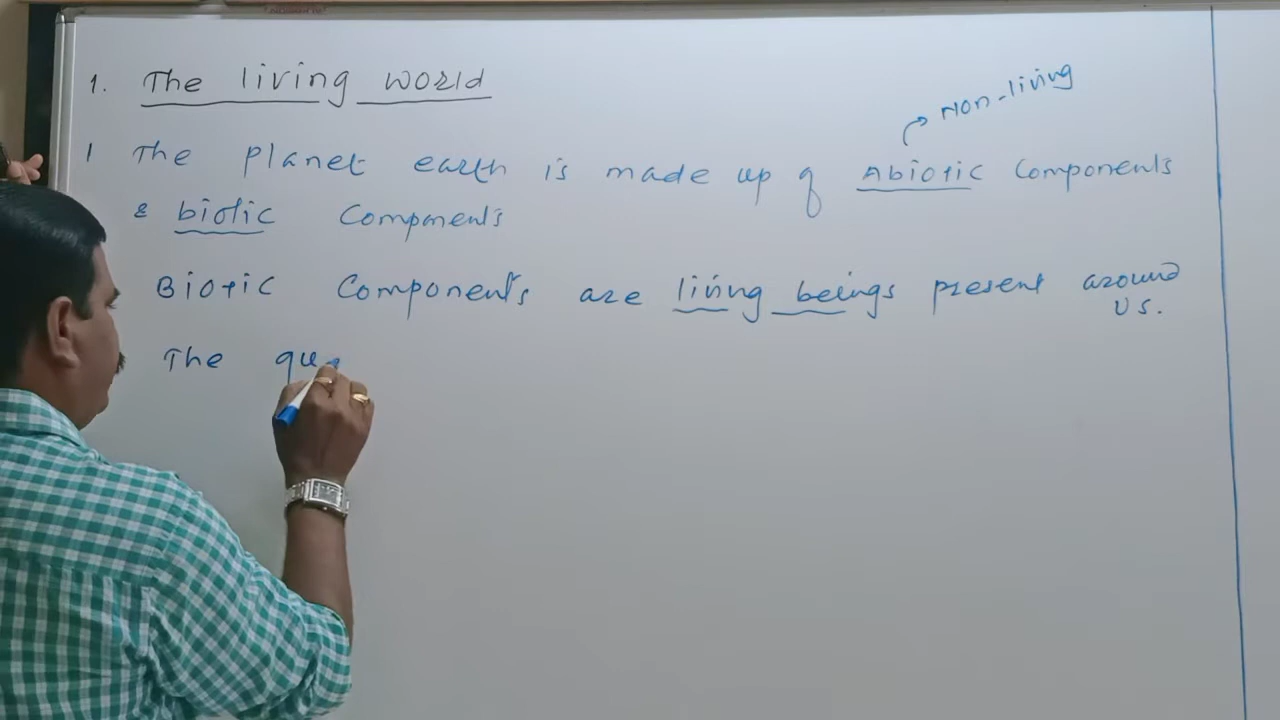 1. The living world
Non-living
1 The planet earth is made up of Abiotic Components
& biotic Components
Biotic Components are living beings present around
us.
The que